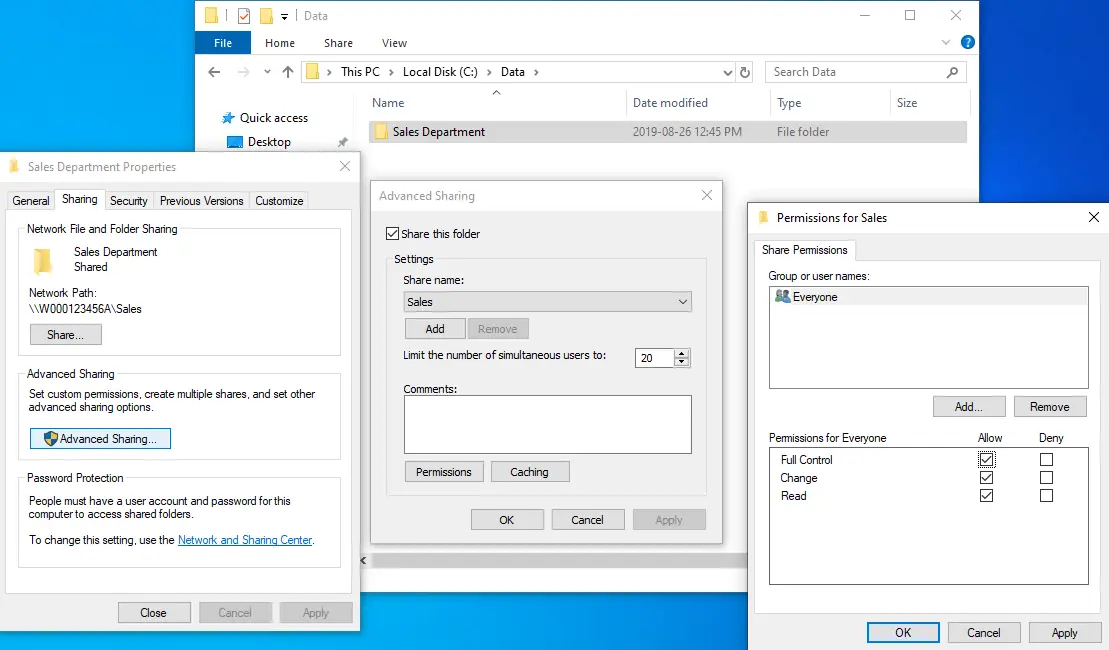 Data
File Home Share View
This PC Local Disk (C:) Data
Search Data
Name Date modified Type Size
Quick access
Desktop
Sales Department 2019-08-26 12:45 PM File folder
Sales Department Properties
General Sharing Security Previous Versions Customize
Network File and Folder Sharing
Sales Department
Shared
Network Path:
\\W000123456A\Sales
Share...
Advanced Sharing
Set custom permissions, create multiple shares, and set other
advanced sharing options.
Advanced Sharing...
Password Protection
People must have a user account and password for this
computer to access shared folders.
To change this setting, use the Network and Sharing Center.
Close Cancel Apply
Advanced Sharing
Share this folder
Settings
Share name:
Sales
Add Remove
Limit the number of simultaneous users to: 20
Comments:
Permissions Caching
OK Cancel Apply
Permissions for Sales
Share Permissions
Group or user names:
Everyone
Add... Remove
Permissions for Everyone Allow Deny
Full Control
Change
Read
OK Cancel Apply